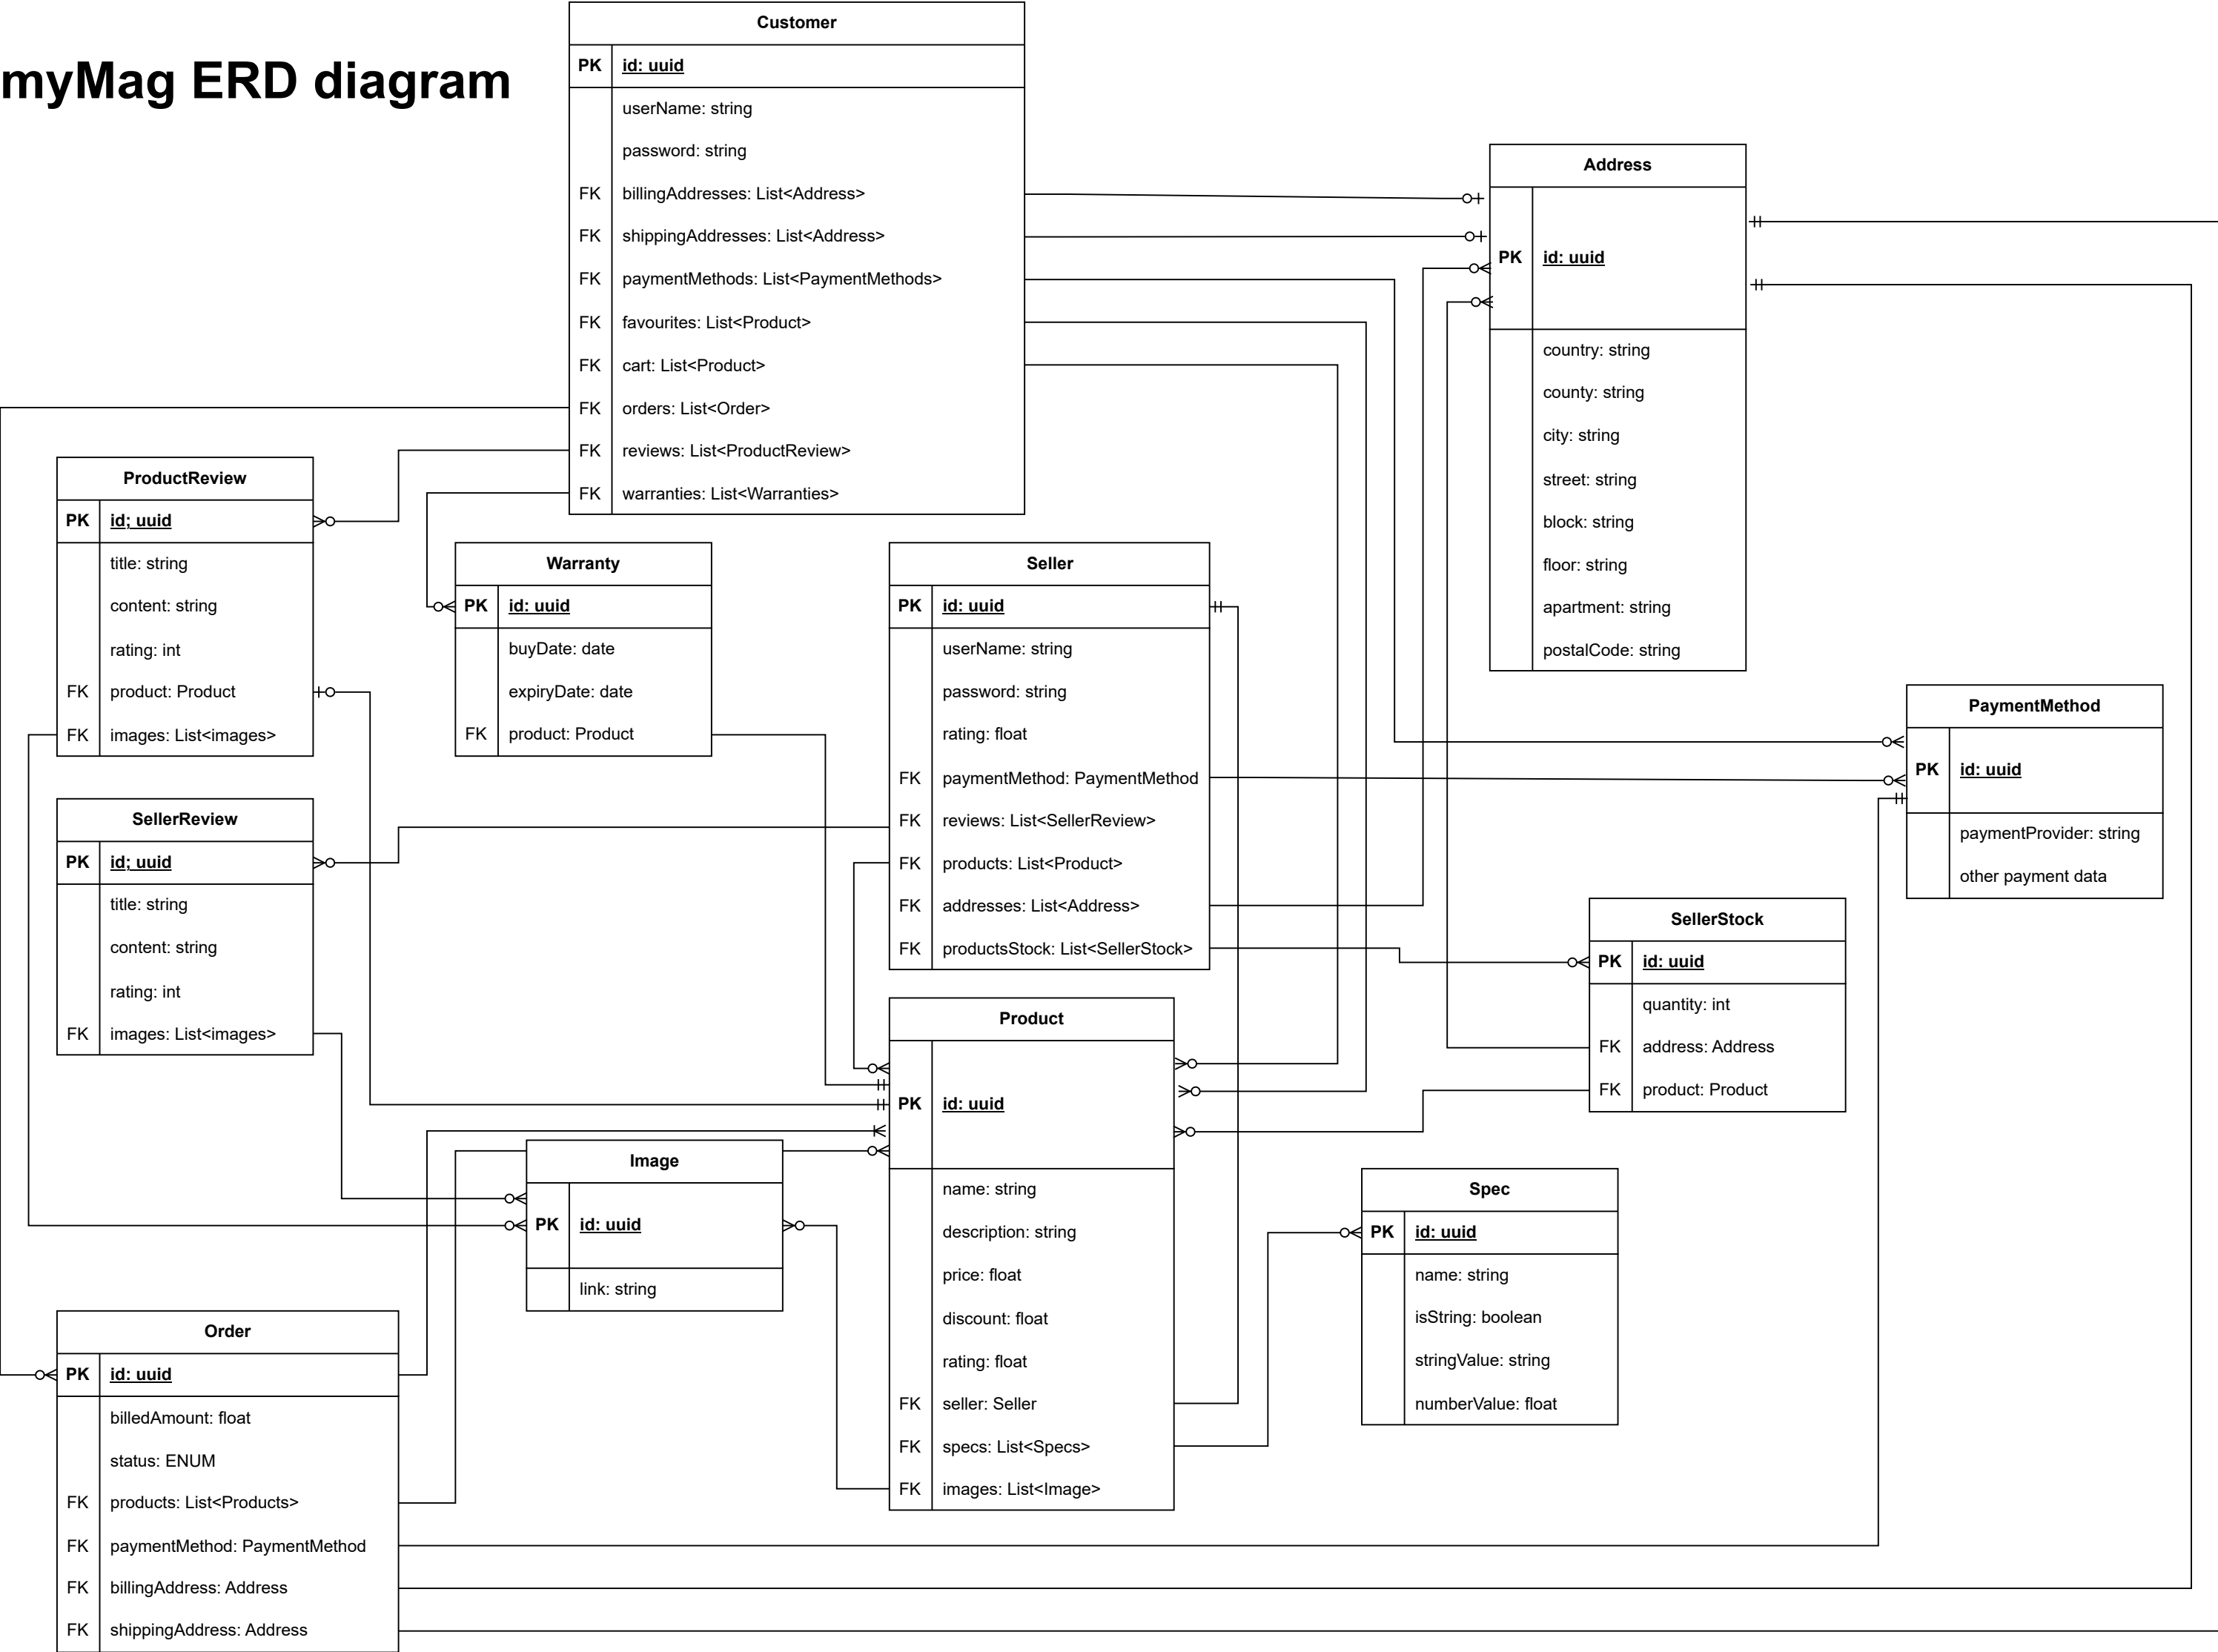 myMag ERD diagram
Customer
PK id: uuid
userName: string
password: string
FK billingAddresses: List<Address>
FK shippingAddresses: List<Address>
FK paymentMethods: List<PaymentMethods>
FK favourites: List<Product>
FK cart: List<Product>
FK orders: List<Order>
FK reviews: List<ProductReview>
FK warranties: List<Warranties>
Address
PK id: uuid
country: string
county: string
city: string
street: string
block: string
floor: string
apartment: string
postalCode: string
ProductReview
PK id; uuid
title: string
content: string
rating: int
FK product: Product
FK images: List<images>
Warranty
PK id: uuid
buyDate: date
expiryDate: date
FK product: Product
Seller
PK id: uuid
userName: string
password: string
rating: float
FK paymentMethod: PaymentMethod
FK reviews: List<SellerReview>
FK products: List<Product>
FK addresses: List<Address>
FK productsStock: List<SellerStock>
PaymentMethod
PK id: uuid
paymentProvider: string
other payment data
SellerReview
PK id; uuid
title: string
content: string
rating: int
FK images: List<images>
SellerStock
PK id: uuid
quantity: int
FK address: Address
FK product: Product
Product
PK id: uuid
name: string
description: string
price: float
discount: float
rating: float
FK seller: Seller
FK specs: List<Specs>
FK images: List<Image>
Image
PK id: uuid
link: string
Spec
PK id: uuid
name: string
isString: boolean
stringValue: string
numberValue: float
Order
PK id: uuid
billedAmount: float
status: ENUM
FK products: List<Products>
FK paymentMethod: PaymentMethod
FK billingAddress: Address
FK shippingAddress: Address